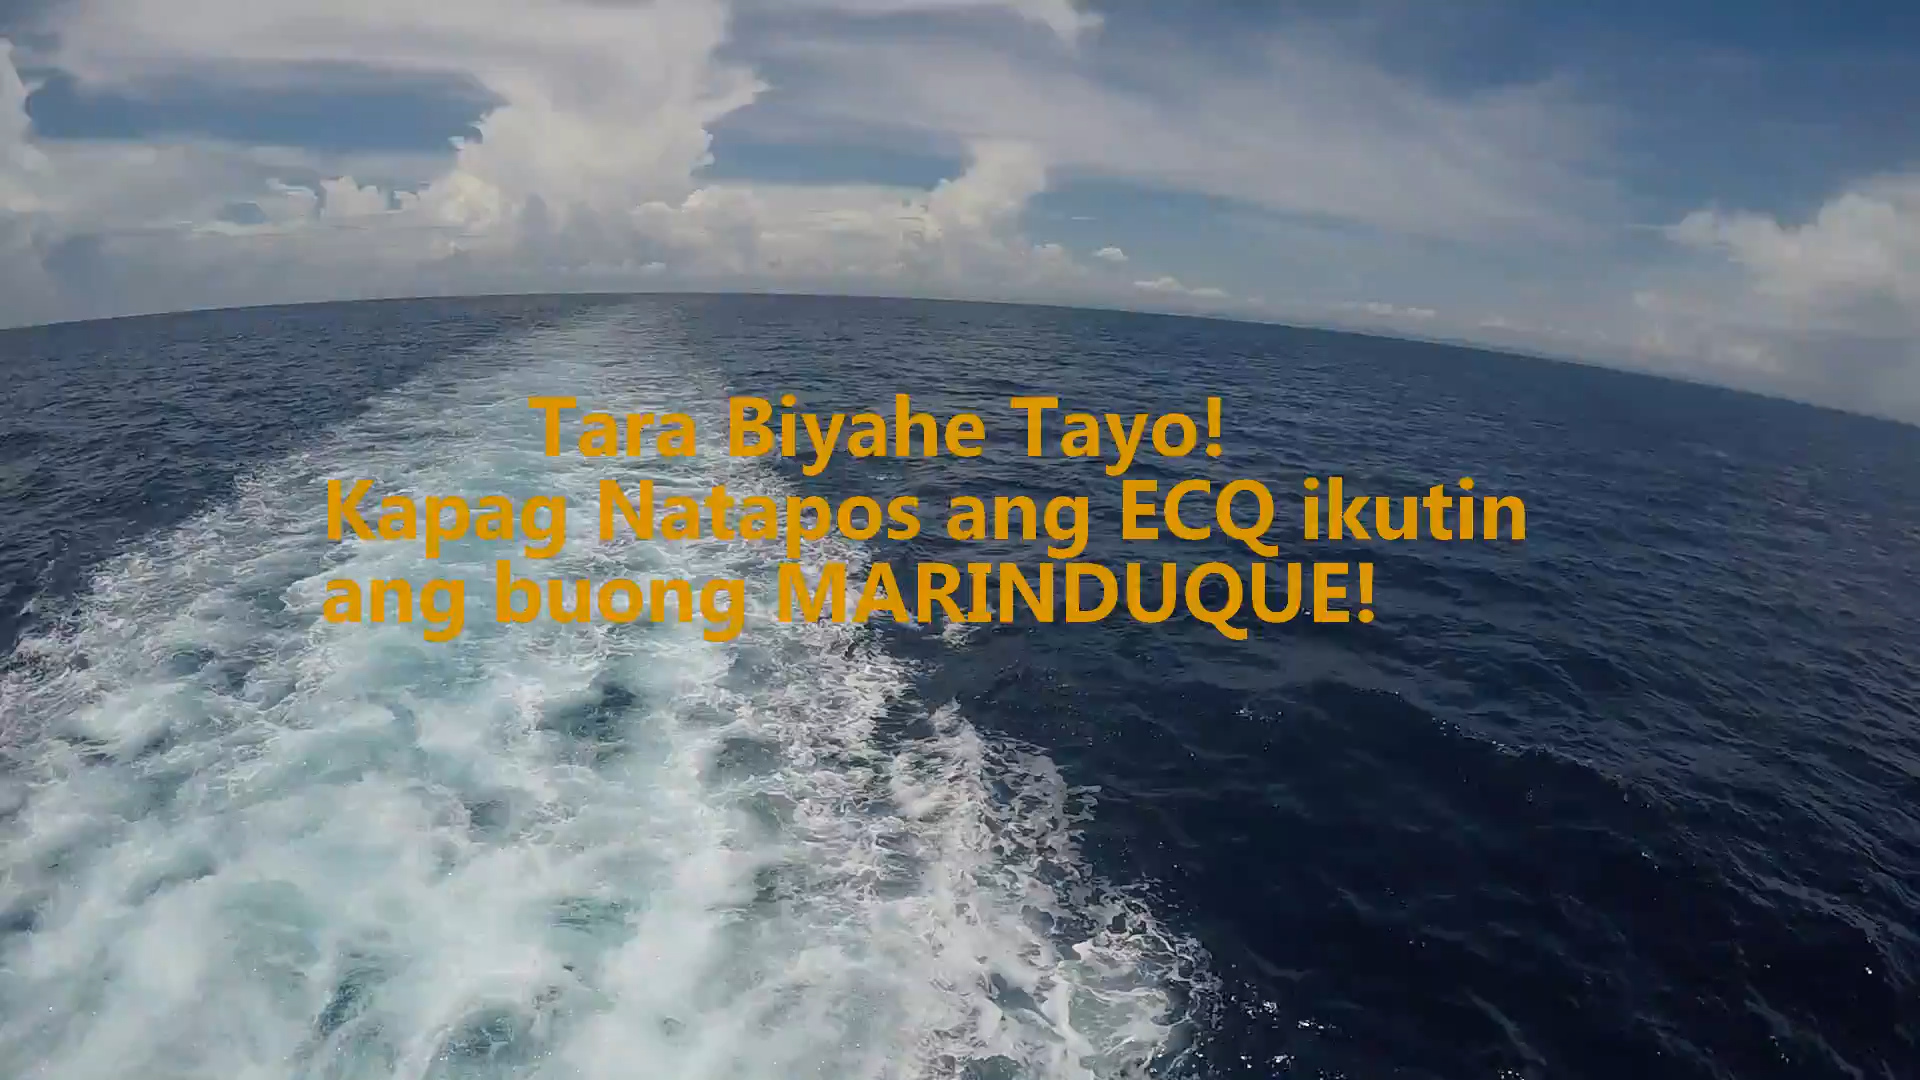 Tara Biyahe Tayo!
Kapag Natapos ang ECQ ikutin
ang buong MARINDUQUE!